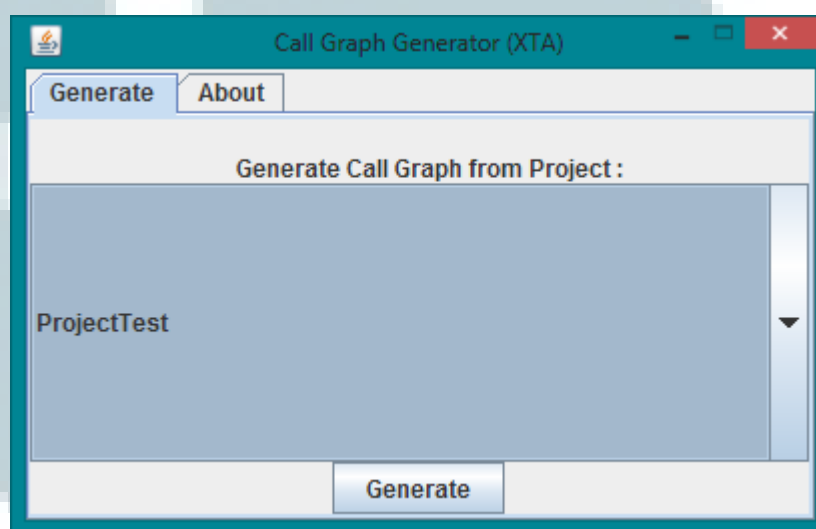 Call Graph Generator (XTA)
Generate About
Generate Call Graph from Project :
ProjectTest
Generate